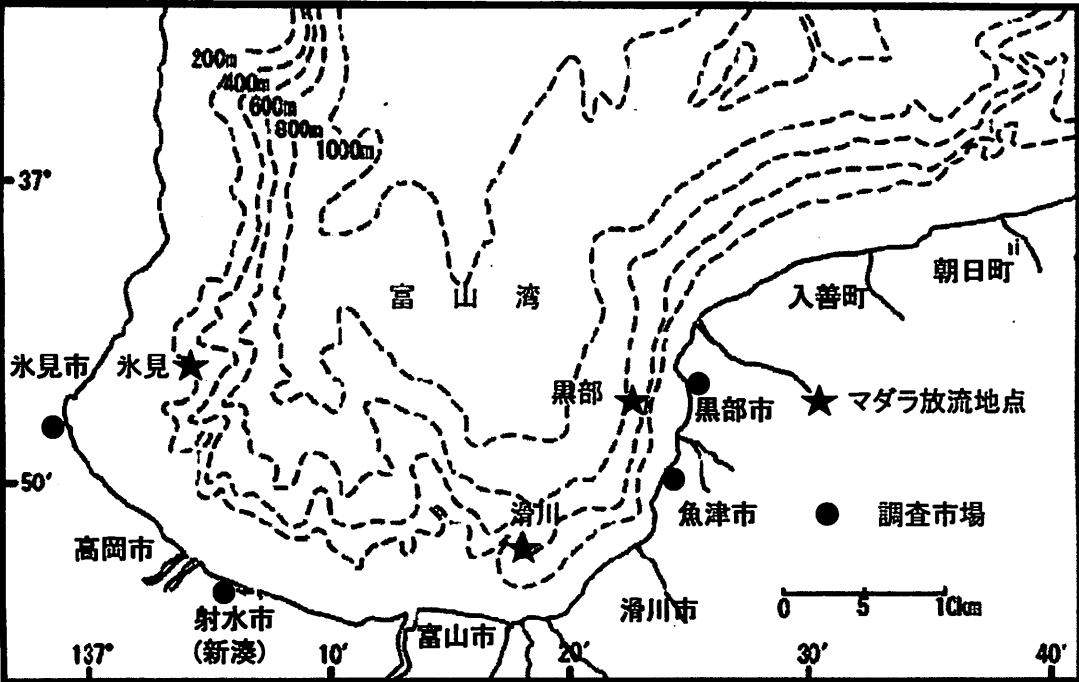 200m
400m
600m
800m
1000m
37°
富山湾
朝日町
入善町
氷見市
氷見
黒部
黒部市
マダラ放流地点
50′
滑川
魚津市
調査市場
高岡市
射水市
(新湊)
富山市
滑川市
0 5 10km
137° 10′ 20′ 30′ 40′